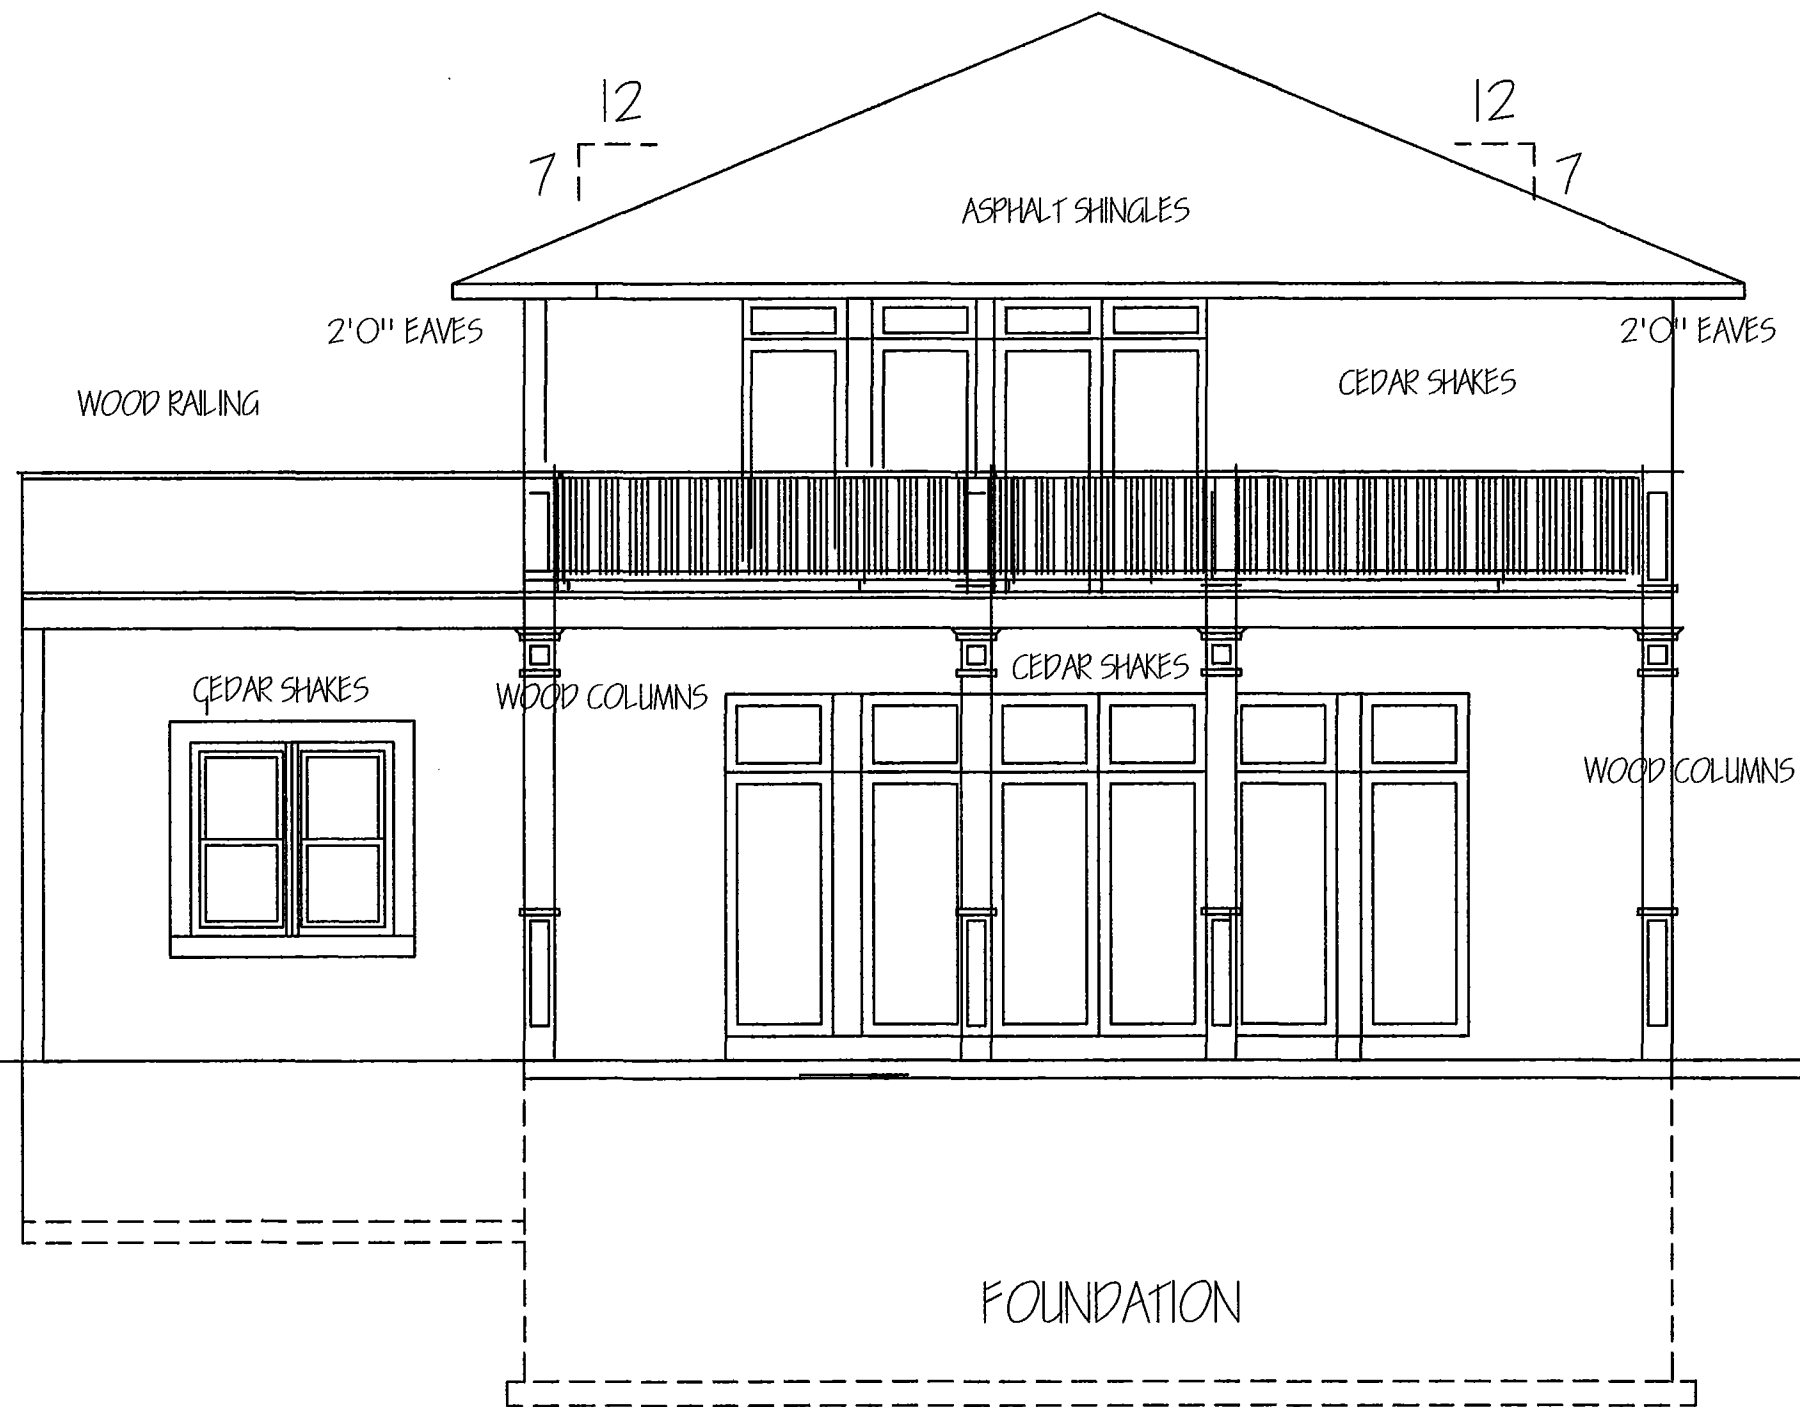 12
12
7
7
ASPHALT SHINGLES
2'0" EAVES
2'0" EAVES
CEDAR SHAKES
WOOD RAILING
CEDAR SHAKES
CEDAR SHAKES
WOOD COLUMNS
WOOD COLUMNS
FOUNDATION